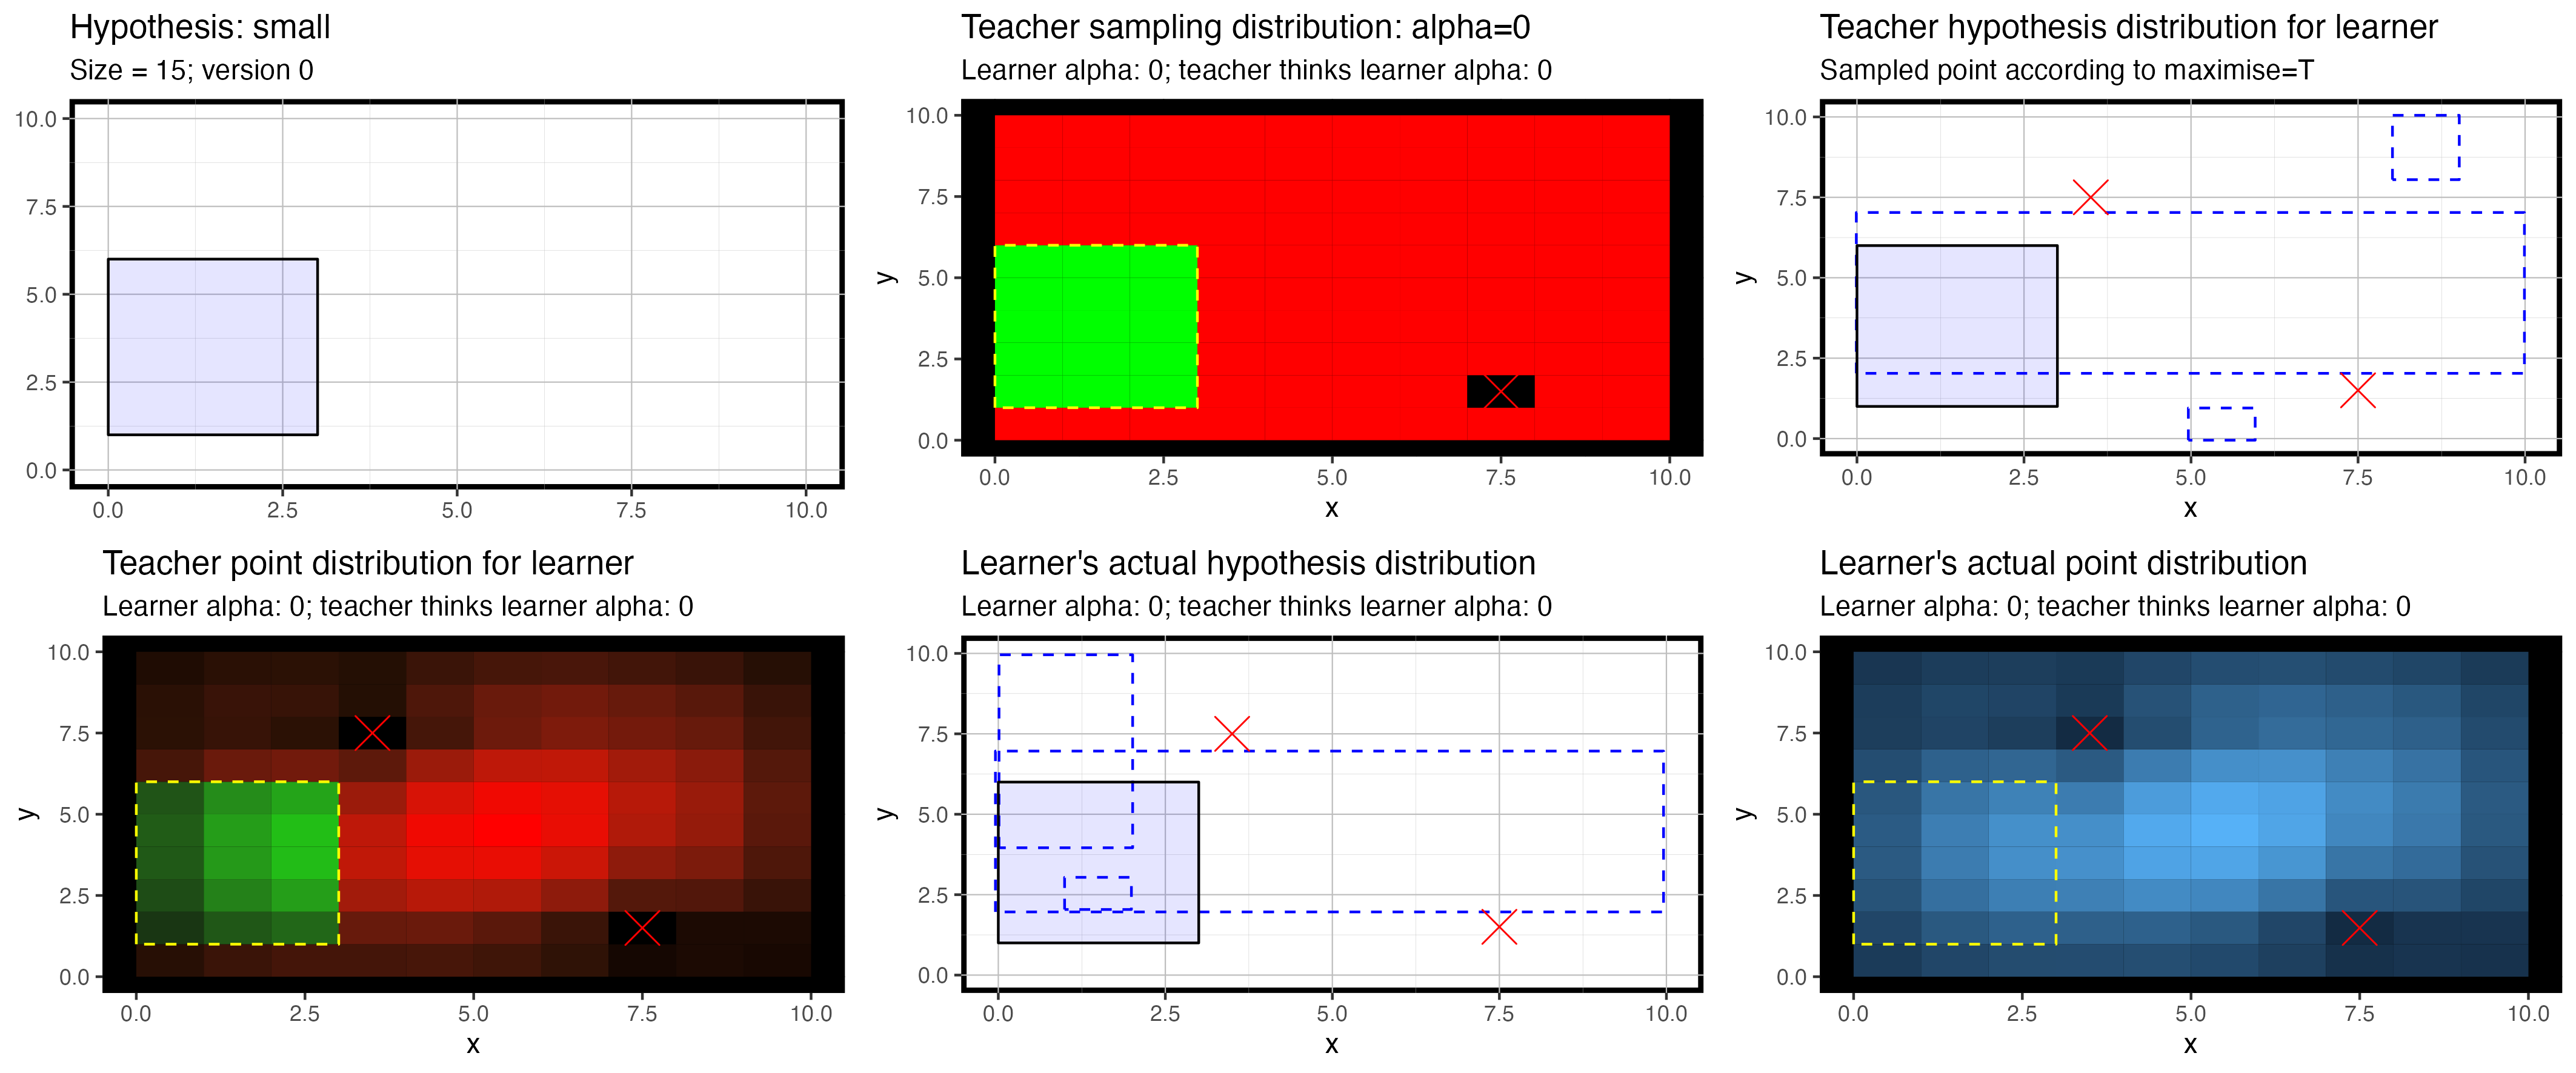 Hypothesis: small
Size = 15; version 0
10.0
7.5
5.0
2.5
0.0
0.0 2.5 5.0 7.5 10.0
Teacher sampling distribution: alpha=0
Learner alpha: 0; teacher thinks learner alpha: 0
y
10.0
7.5
5.0
2.5
0.0
0.0 2.5 5.0 7.5 10.0
x
Teacher hypothesis distribution for learner
Sampled point according to maximise=T
y
10.0
7.5
5.0
2.5
0.0
0.0 2.5 5.0 7.5 10.0
x
Teacher point distribution for learner
Learner alpha: 0; teacher thinks learner alpha: 0
y
10.0
7.5
5.0
2.5
0.0
0.0 2.5 5.0 7.5 10.0
x
Learner's actual hypothesis distribution
Learner alpha: 0; teacher thinks learner alpha: 0
y
10.0
7.5
5.0
2.5
0.0
0.0 2.5 5.0 7.5 10.0
x
Learner's actual point distribution
Learner alpha: 0; teacher thinks learner alpha: 0
y
10.0
7.5
5.0
2.5
0.0
0.0 2.5 5.0 7.5 10.0
x